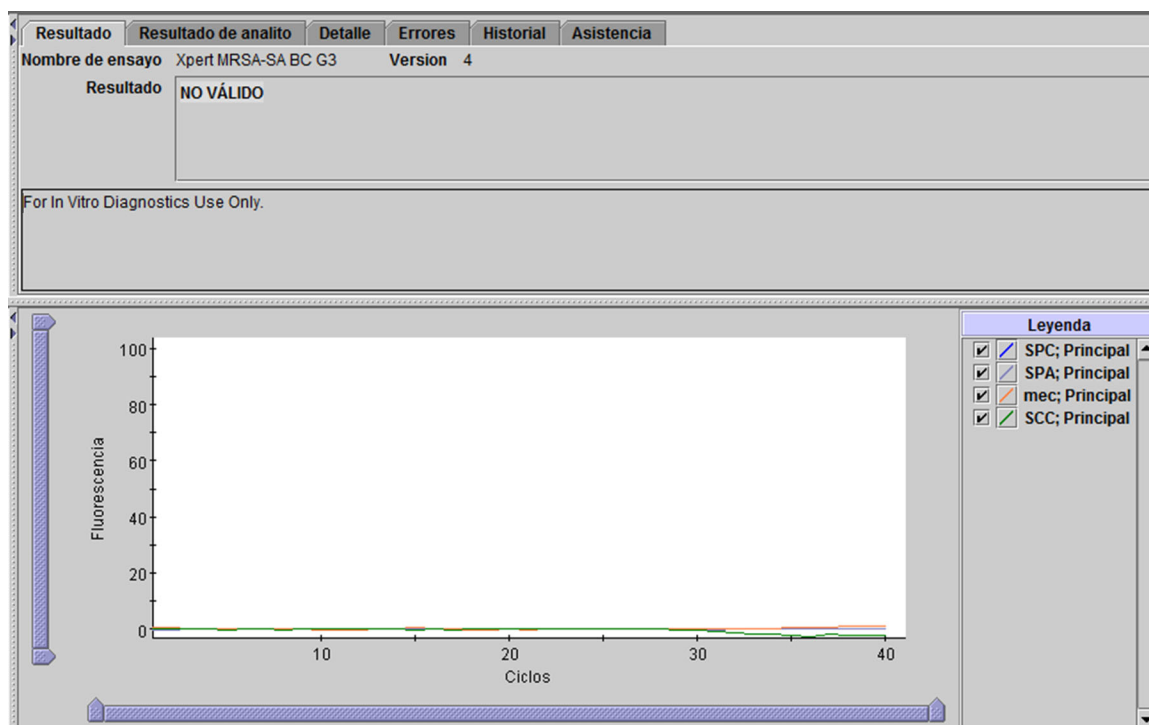 Resultado Resultado de analito Detalle Errores Historial Asistencia
Nombre de ensayo Xpert MRSA-SA BC G3 Version 4
Resultado NO VÁLIDO
For In Vitro Diagnostics Use Only.
Leyenda
SPC; Principal
SPA; Principal
mec; Principal
SCC; Principal
Fluorescencia
100
80
60
40
20
0
10 20 30 40
Ciclos